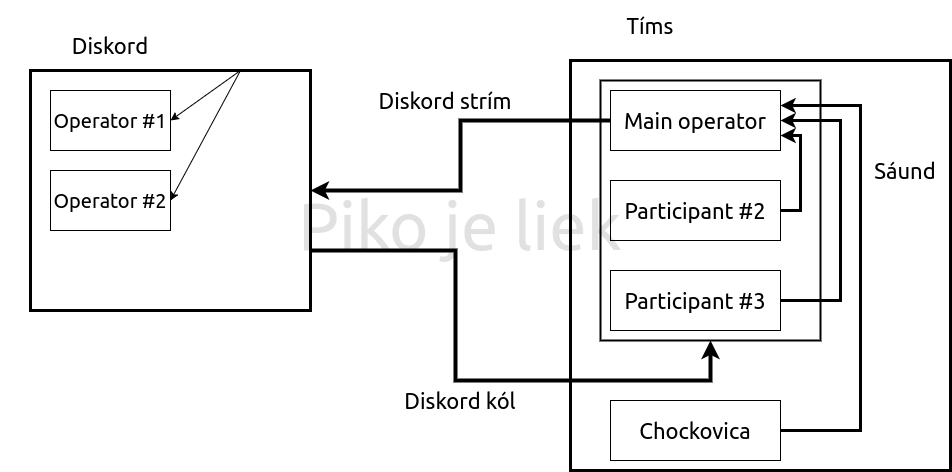 Diskord
Tíms
Operator #1
Operator #2
Diskord strím
Main operator
Sáund
Participant #2
Piko je liek
Participant #3
Diskord kól
Chockovica